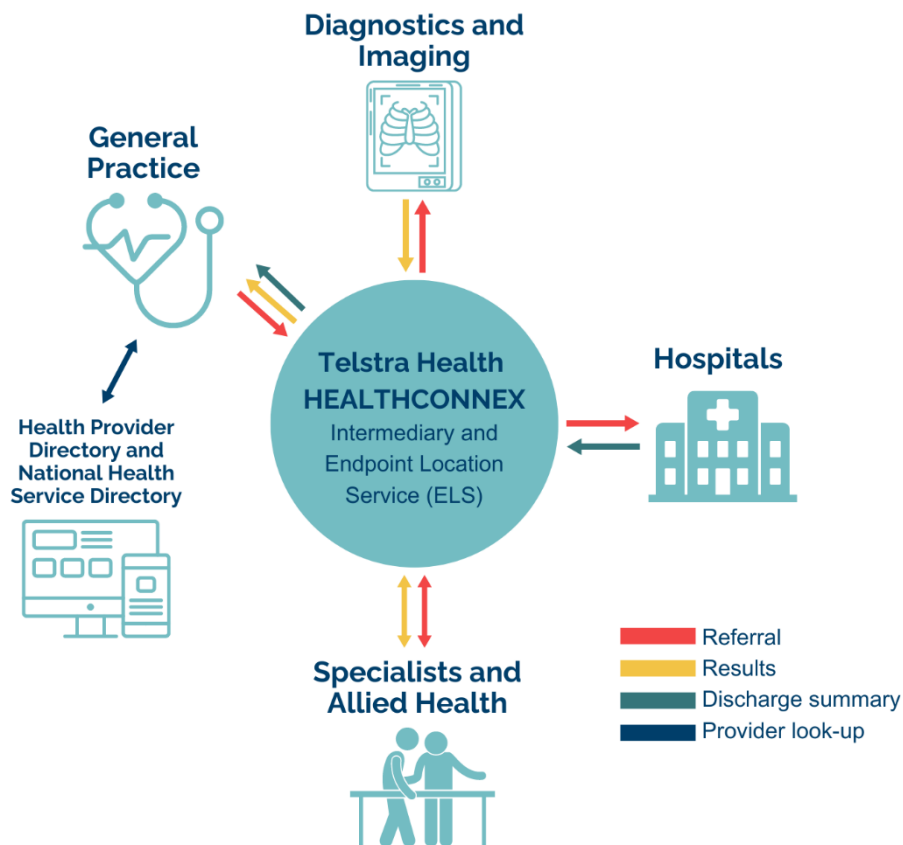 Diagnostics and
Imaging
General
Practice
Telstra Health
HEALTHCONNEX
Intermediary and
Endpoint Location
Service (ELS)
Hospitals
Health Provider
Directory and
National Health
Service Directory
Specialists and
Allied Health
Referral
Results
Discharge summary
Provider look-up